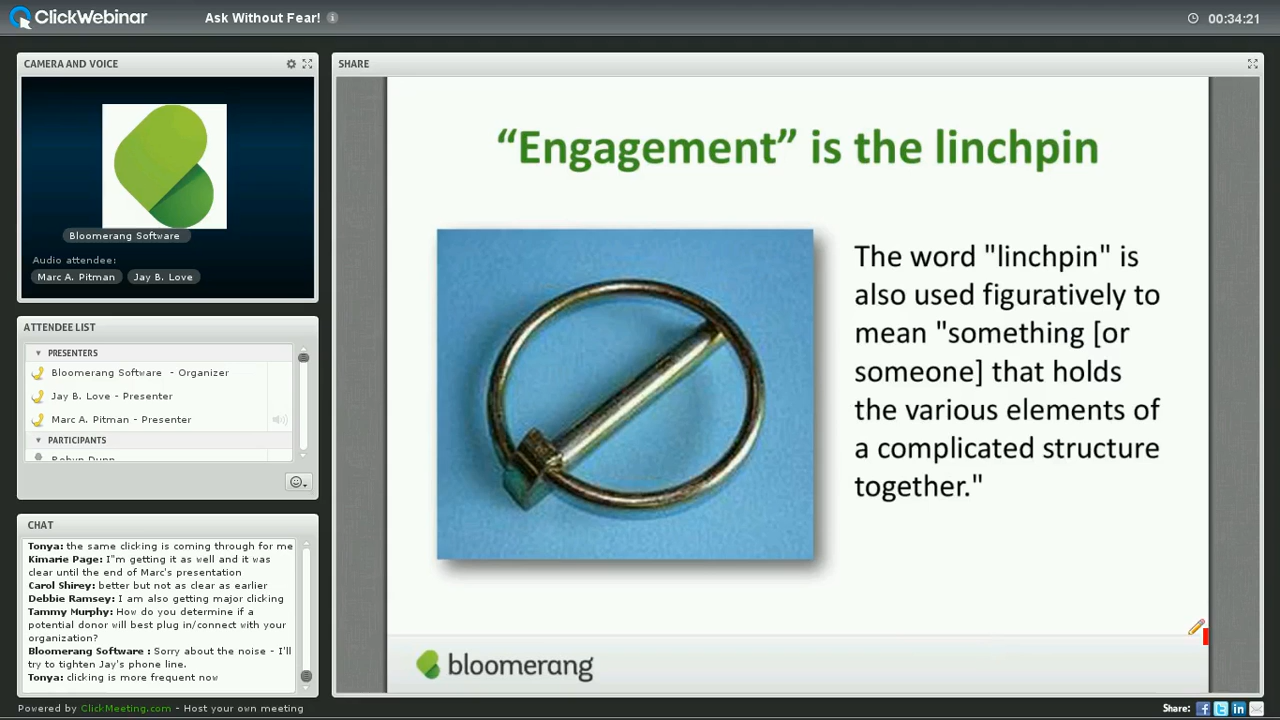 ClickWebinar
Ask Without Fear!
00:34:21
CAMERA AND VOICE
Bloomerang Software
Audio attendee:
Marc A. Pitman
Jay B. Love
ATTENDEE LIST
PRESENTERS
Bloomerang Software - Organizer
Jay B. Love - Presenter
Marc A. Pitman - Presenter
PARTICIPANTS
Robyn Dunn
CHAT
Tonya: the same clicking is coming through for me
Kimarie Page: I"m getting it as well and it was
clear until the end of Marc's presentation
Carol Shirey: better but not as clear as earlier
Debbie Ramsey: I am also getting major clicking
Tammy Murphy: How do you determine if a
potential donor will best plug in/connect with your
organization?
Bloomerang Software : Sorry about the noise - I'll
try to tighten Jay's phone line.
Tonya: clicking is more frequent now
SHARE
“Engagement” is the linchpin
The word "linchpin" is
also used figuratively to
mean "something [or
someone] that holds
the various elements of
a complicated structure
together."
bloomerang
Powered by ClickMeeting.com - Host your own meeting
Share: